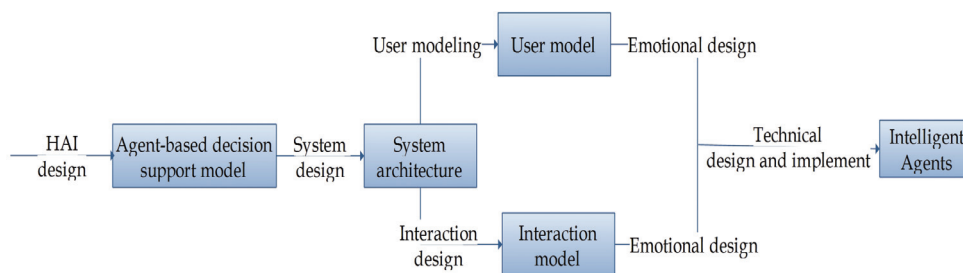 User modeling
User model
Emotional design
HAI
design
Agent-based decision
support model
System
design
System
architecture
Technical
design and implement
Intelligent
Agents
Interaction
design
Interaction
model
Emotional design